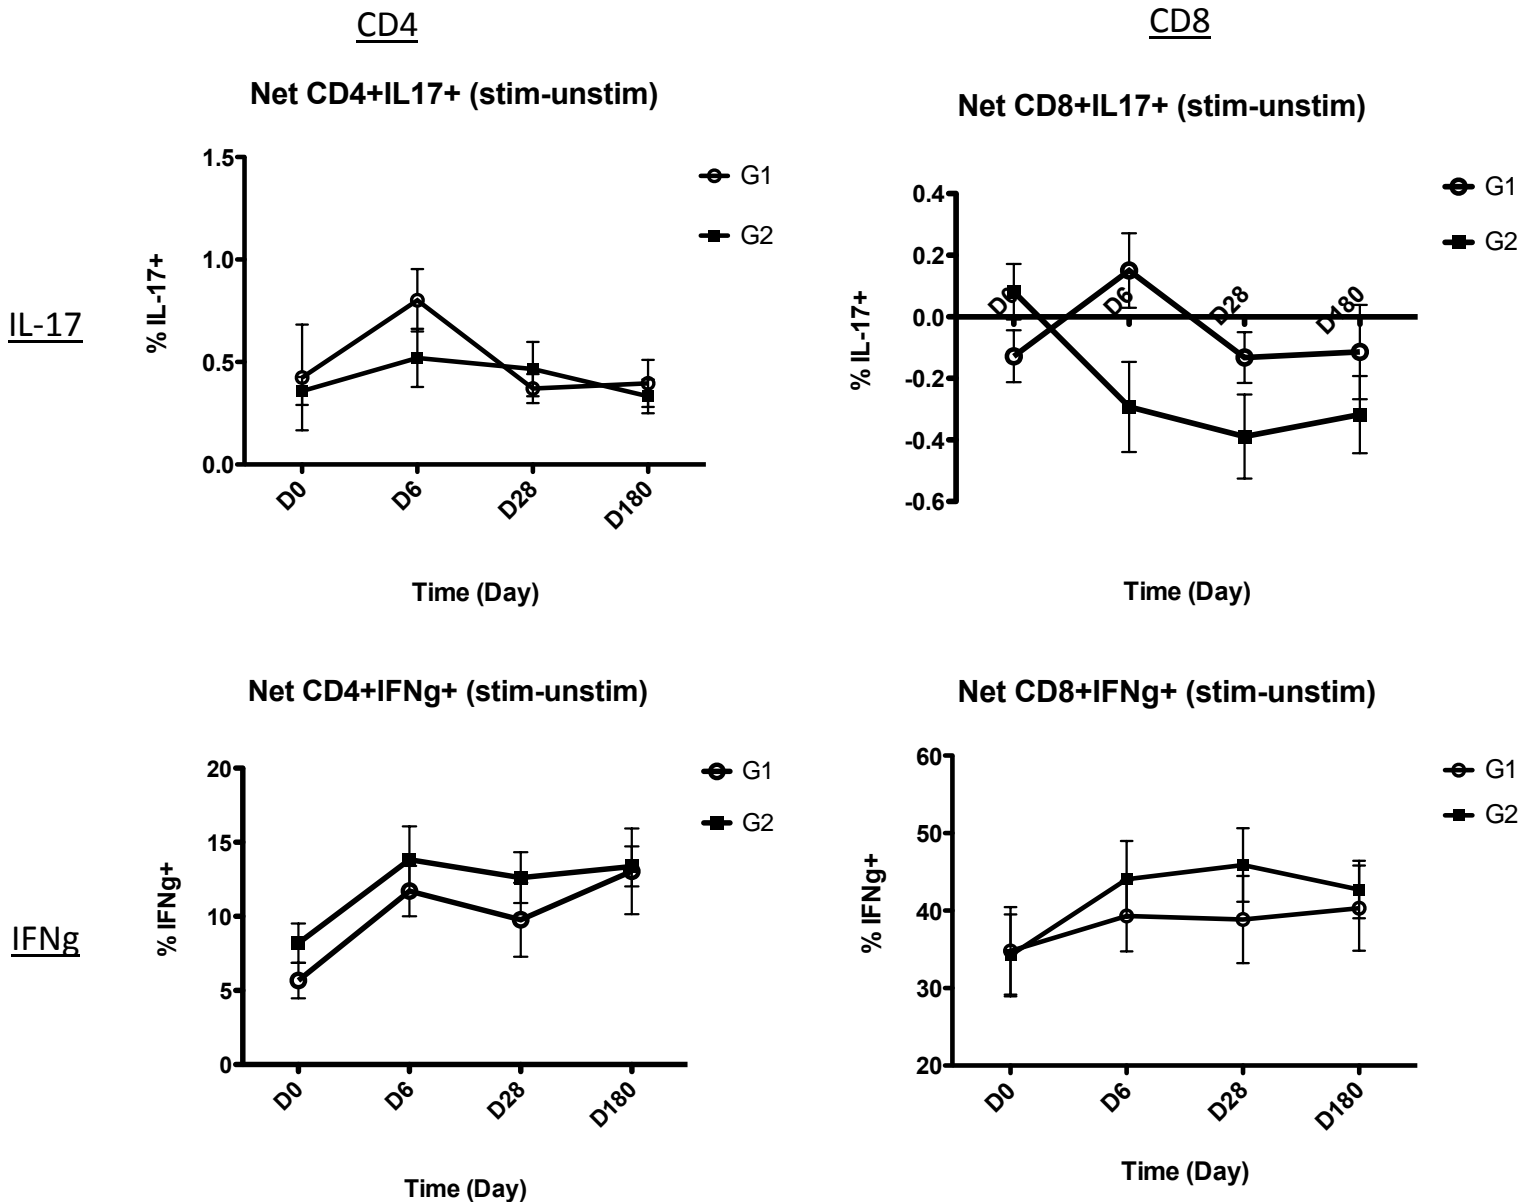 CD4
CD8
Net CD4+IL17+ (stim-unstim)
Net CD8+IL17+ (stim-unstim)
IL-17
% IL-17+
1.5
1.0
0.5
0.0
D0
D6
D28
D180
Time (Day)
G1
G2
% IL-17+
0.4
0.2
0.0
-0.2
-0.4
-0.6
D0
D6
D28
D180
Time (Day)
G1
G2
Net CD4+IFNg+ (stim-unstim)
Net CD8+IFNg+ (stim-unstim)
IFNg
% IFNg+
20
15
10
5
0
D0
D6
D28
D180
Time (Day)
G1
G2
% IFNg+
60
50
40
30
20
D0
D6
D28
D180
Time (Day)
G1
G2